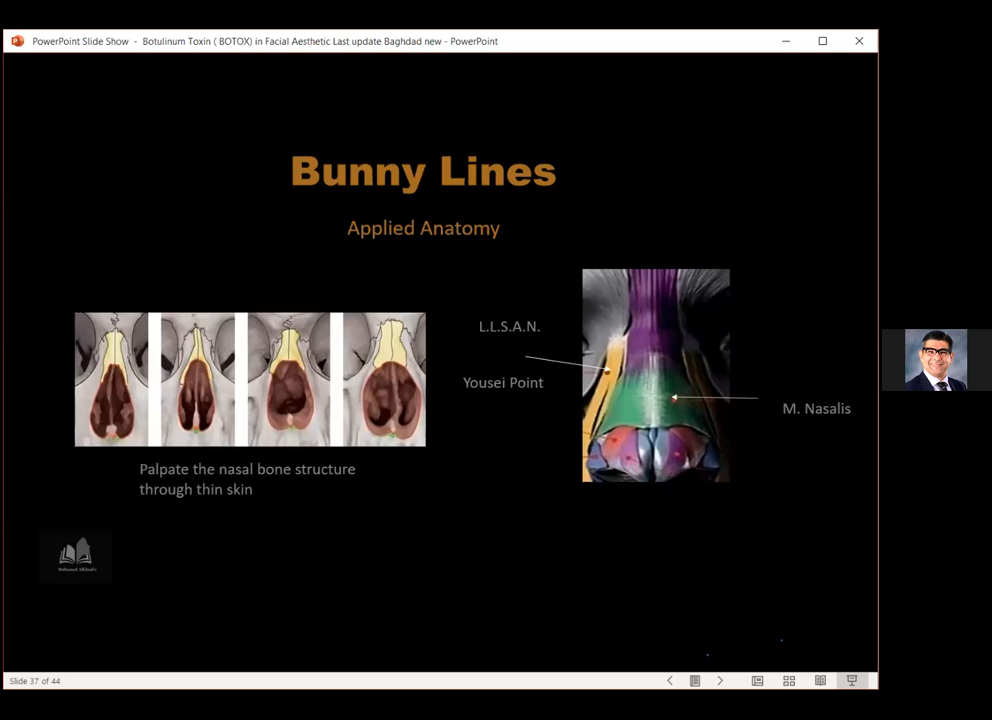 PowerPoint Slide Show - Botulinum Toxin ( BOTOX) in Facial Aesthetic Last update Baghdad new - PowerPoint
Bunny Lines
Applied Anatomy
L.L.S.A.N.
Yousei Point
M. Nasalis
Palpate the nasal bone structure
through thin skin
Slide 37 of 44